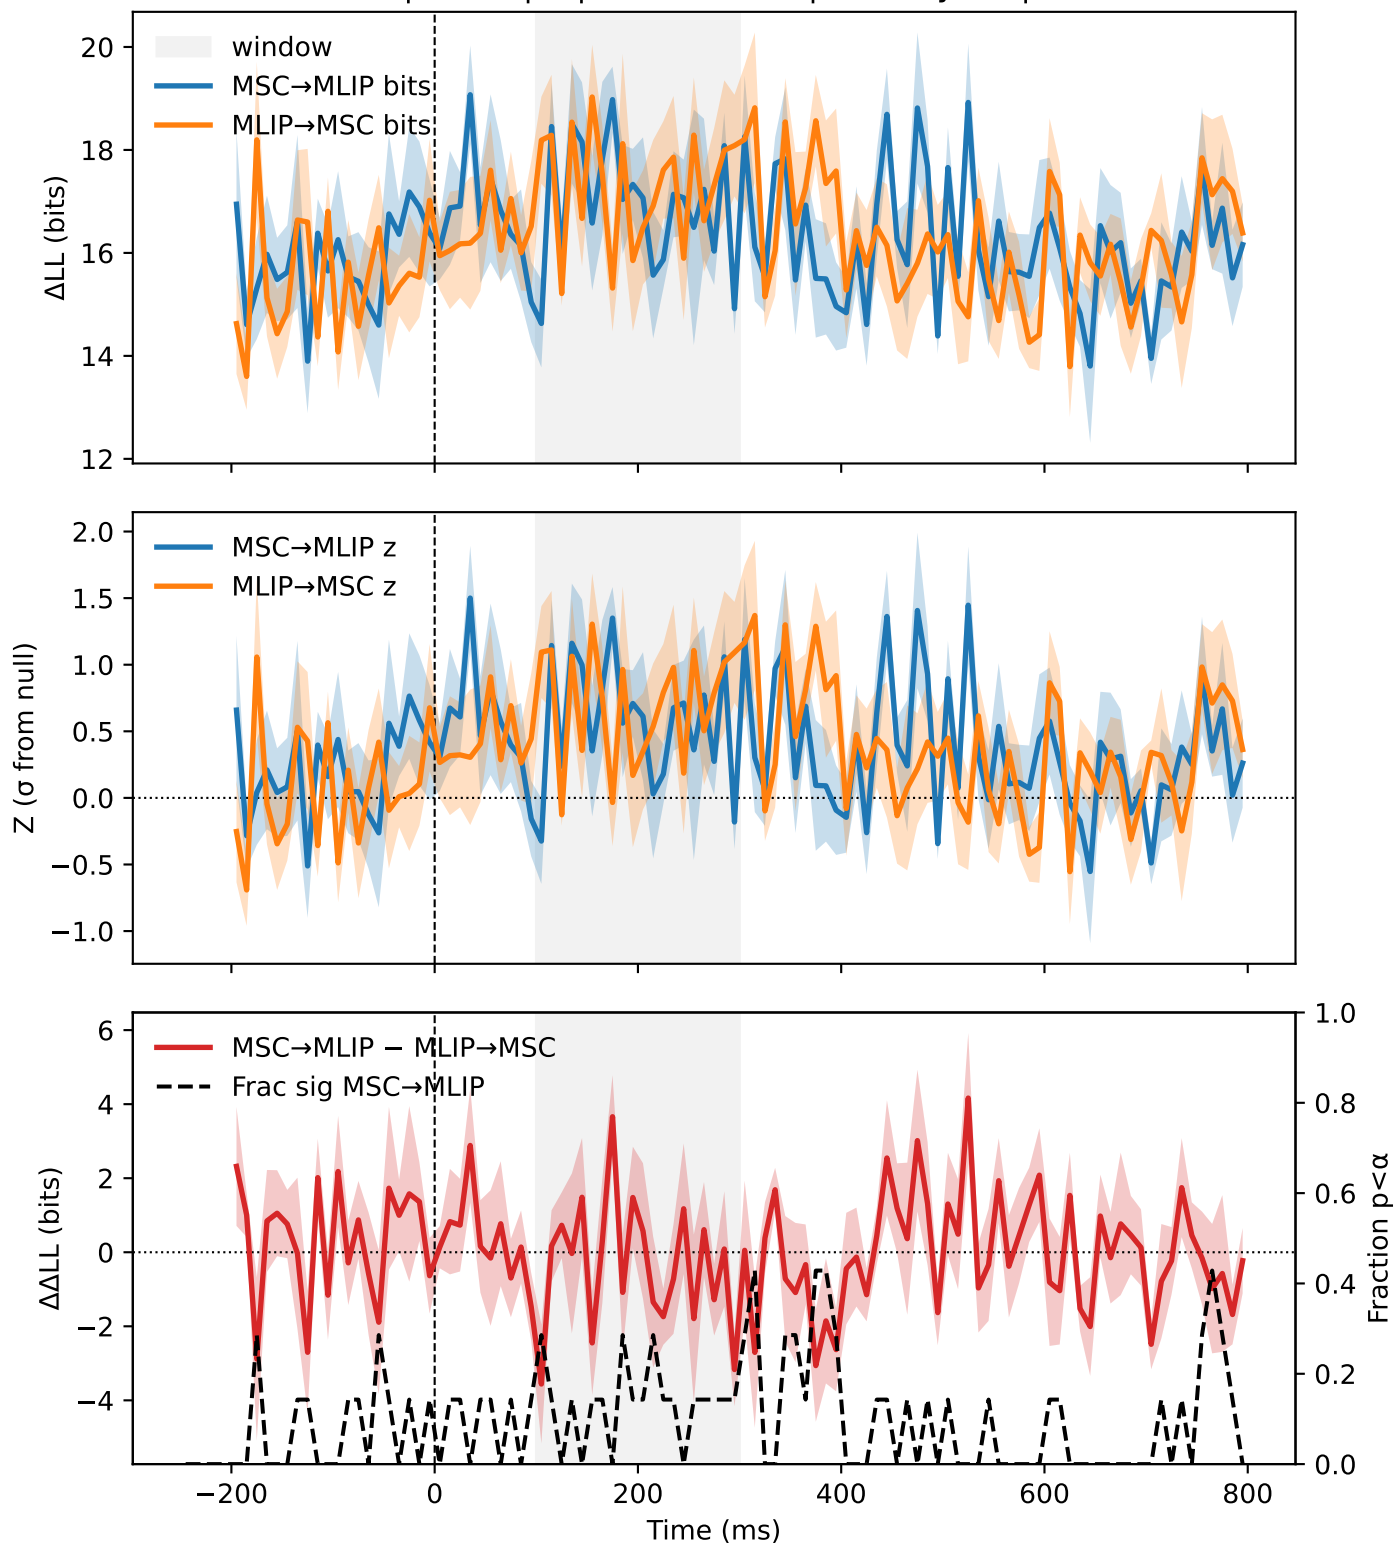 20
18
16
14
12
ΔLL (bits)
window
MSC→MLIP bits
MLIP→MSC bits
2.0
1.5
1.0
0.5
0.0
−0.5
−1.0
Z (σ from null)
MSC→MLIP z
MLIP→MSC z
6
4
2
0
−2
−4
ΔΔLL (bits)
MSC→MLIP − MLIP→MSC
Frac sig MSC→MLIP
1.0
0.8
0.6
0.4
0.2
0.0
Fraction p<α
−200 0 200 400 600 800
Time (ms)